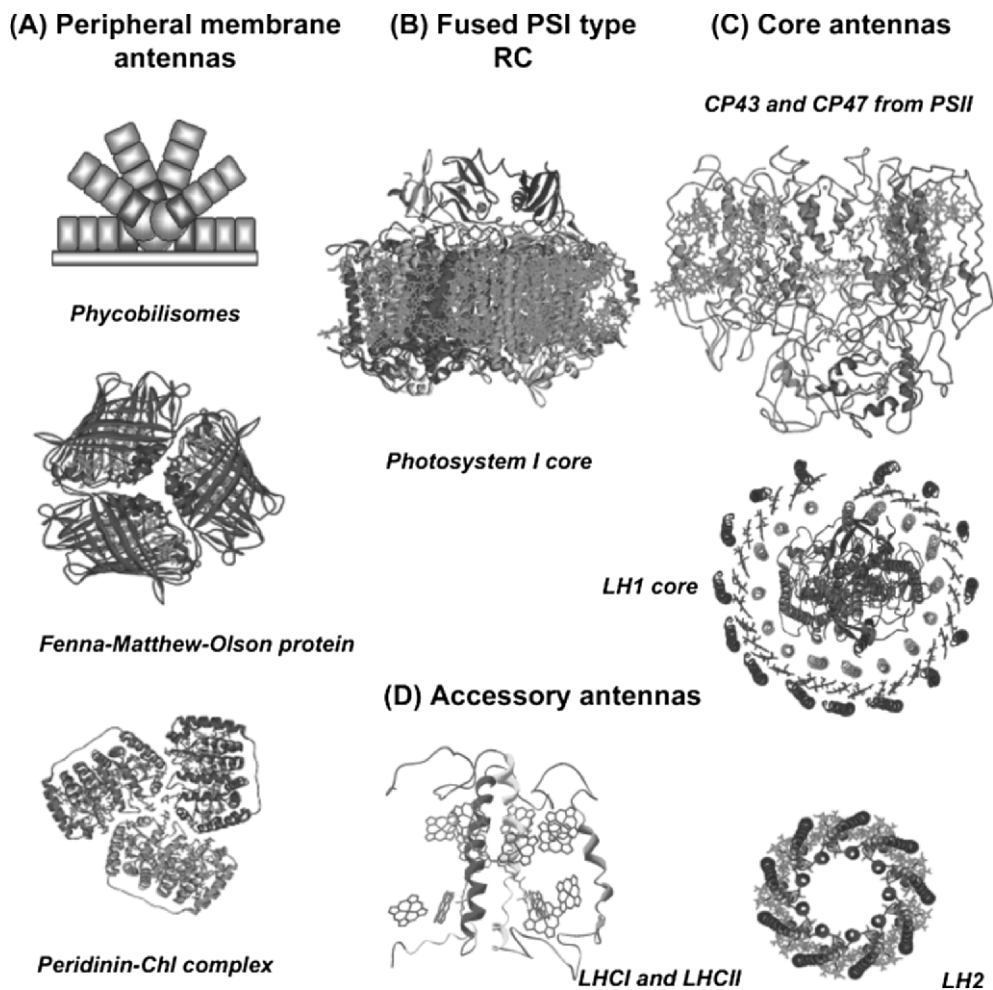 (A) Peripheral membrane
antennas
Phycobilisomes
Fenna-Matthew-Olson protein
Peridinin-Chl complex
(B) Fused PSI type
RC
Photosystem I core
(C) Core antennas
CP43 and CP47 from PSII
LH1 core
(D) Accessory antennas
LHCI and LHCII
LH2